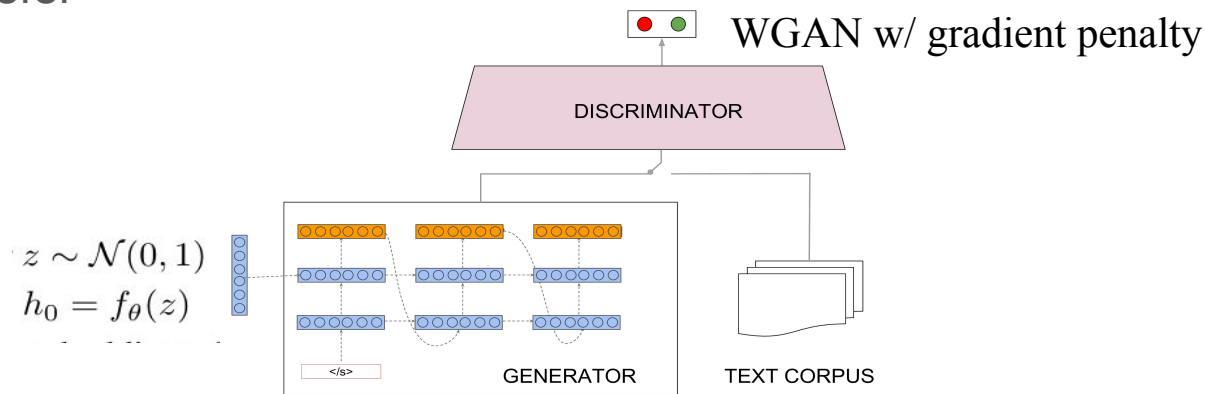 WGAN w/ gradient penalty
DISCRIMINATOR
z ∼ 𝒩(0, 1)
h₀ = f_θ(z)
</s>
GENERATOR
TEXT CORPUS